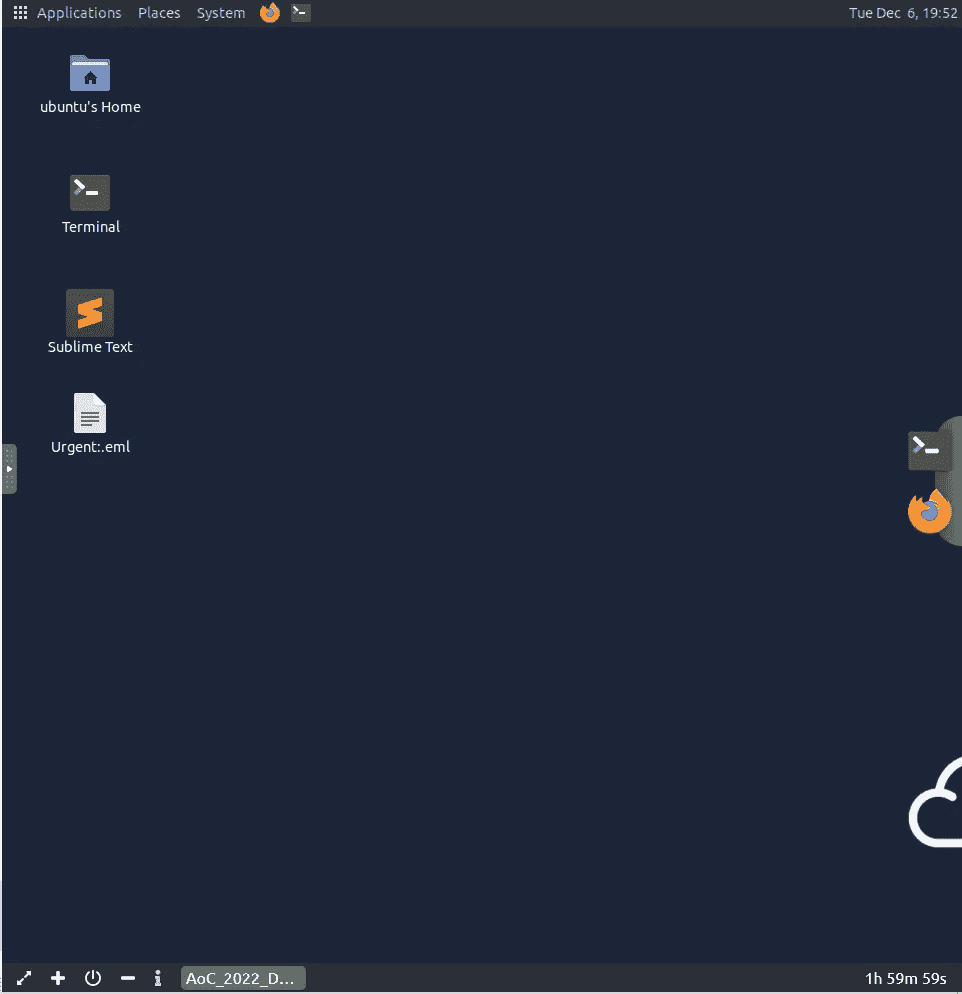 Applications Places System Tue Dec 6, 19:52
ubuntu's Home
Terminal
Sublime Text
Urgent:.eml
AoC_2022_D... 1h 59m 59s